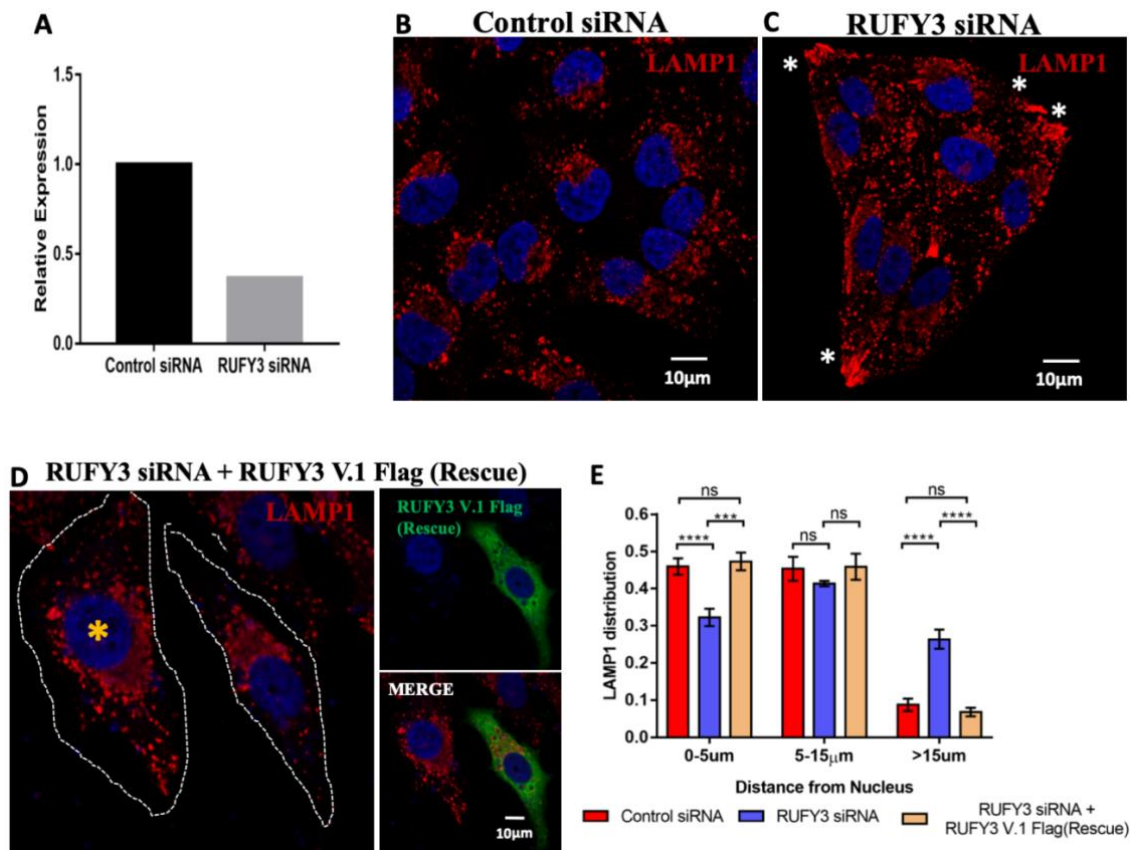 A
Relative Expression
1.5
1.0
0.5
0.0
Control siRNA RUFY3 siRNA
B Control siRNA
LAMP1
10μm
C RUFY3 siRNA
LAMP1
*
*
*
*
10μm
D RUFY3 siRNA + RUFY3 V.1 Flag (Rescue)
LAMP1
*
RUFY3 V.1 Flag
(Rescue)
MERGE
10μm
E
LAMP1 distribution
0.6
0.5
0.4
0.3
0.2
0.1
0.0
ns
**** ***
ns
ns
ns
**** ****
0-5um 5-15μm >15um
Distance from Nucleus
Control siRNA RUFY3 siRNA RUFY3 siRNA +
RUFY3 V.1 Flag(Rescue)